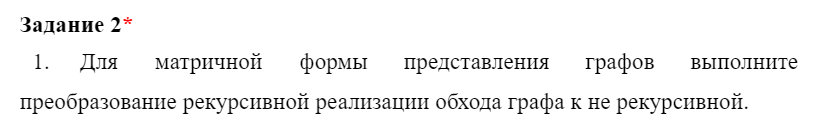 Задание 2*
1. Для матричной формы представления графов выполните
преобразование рекурсивной реализации обхода графа к не рекурсивной.